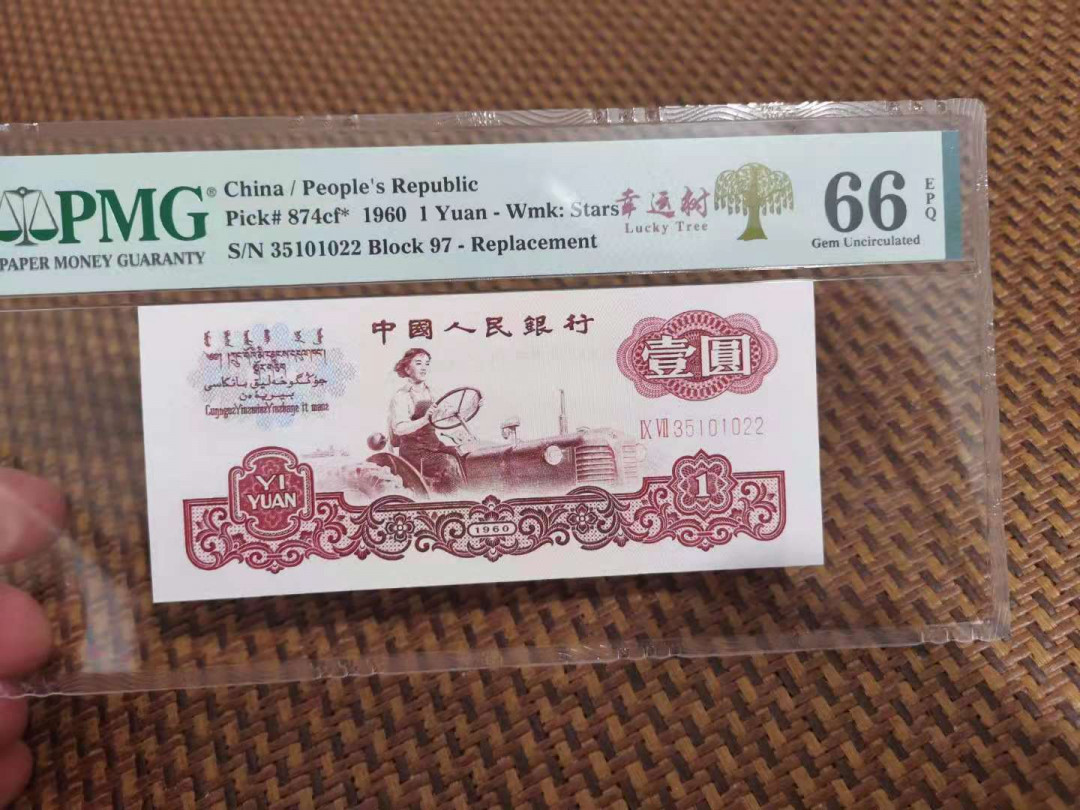 PMG®
PAPER MONEY GUARANTY
China / People's Republic
Pick# 874cf* 1960 1 Yuan - Wmk: Stars
S/N 35101022 Block 97 - Replacement
幸运树
Lucky Tree
66
EPQ
Gem Uncirculated
中國人民銀行
壹圓
IX VII 35101022
YI
YUAN
1960
1